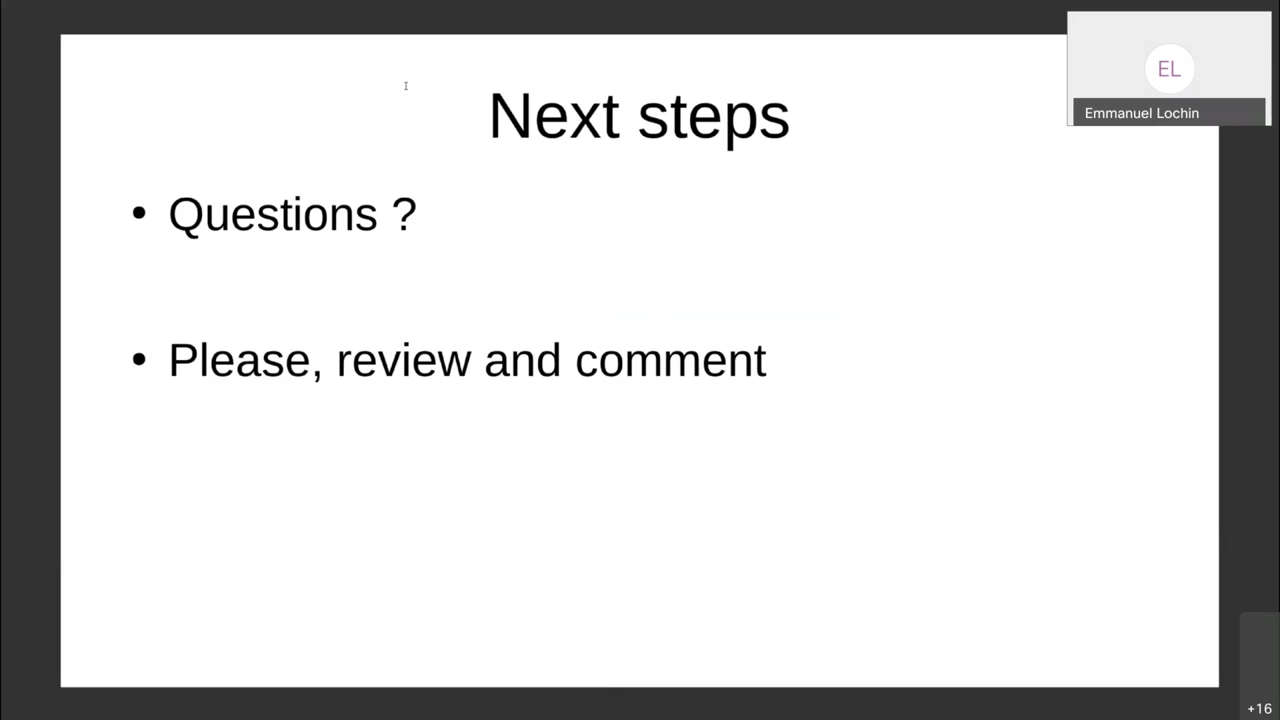 Next steps
• Questions ?
• Please, review and comment
EL
Emmanuel Lochin
+16